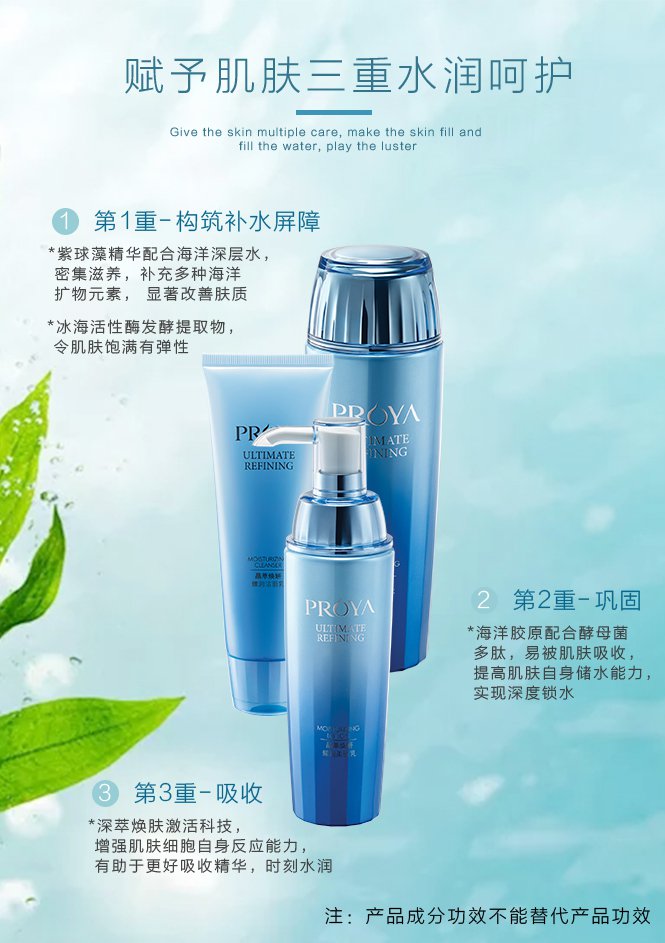 赋予肌肤三重水润呵护
Give the skin multiple care, make the skin fill and
fill the water, play the luster
1 第1重-构筑补水屏障
*紫球藻精华配合海洋深层水，
密集滋养，补充多种海洋
扩物元素， 显著改善肤质
*冰海活性酶发酵提取物，
令肌肤饱满有弹性
PROYA
ULTIMATE
REFINING
MOISTURIZING
CLEANSER
晶萃焕妍
PROYA
ULTIMATE
REFINING
PROYA
ULTIMATE
REFINING
MOISTURIZING
2 第2重-巩固
*海洋胶原配合酵母菌
多肽，易被肌肤吸收，
提高肌肤自身储水能力，
实现深度锁水
3 第3重-吸收
*深萃焕肤激活科技，
增强肌肤细胞自身反应能力，
有助于更好吸收精华，时刻水润
注：产品成分功效不能替代产品功效